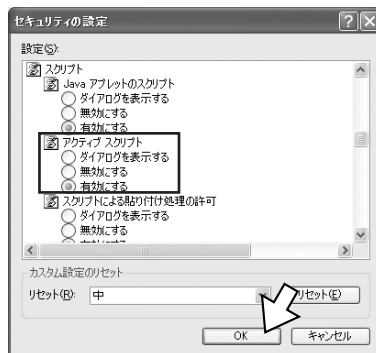 セキュリティの設定
設定(S):
スクリプト
Java アプレットのスクリプト
ダイアログを表示する
無効にする
有効にする
アクティブ スクリプト
ダイアログを表示する
無効にする
有効にする
スクリプトによる貼り付け処理の許可
ダイアログを表示する
無効にする
有効にする
カスタム設定のリセット
リセット(R): 中 リセット(E)
OK キャンセル